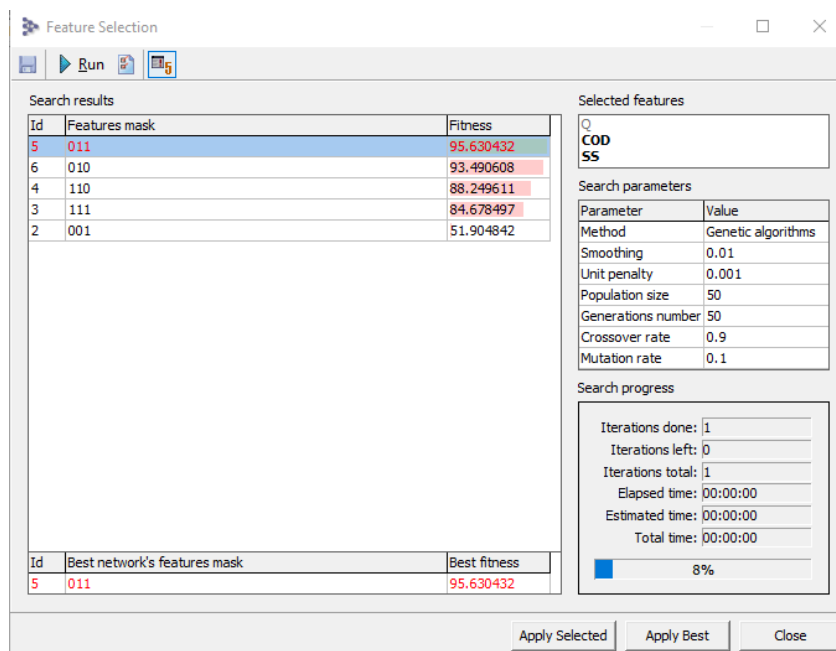 Feature Selection
Run
Search results
Id Features mask Fitness
5 011 95.630432
6 010 93.490608
4 110 88.249611
3 111 84.678497
2 001 51.904842
Id Best network's features mask Best fitness
5 011 95.630432
Selected features
Q
COD
SS
Search parameters
Parameter Value
Method Genetic algorithms
Smoothing 0.01
Unit penalty 0.001
Population size 50
Generations number 50
Crossover rate 0.9
Mutation rate 0.1
Search progress
Iterations done: 1
Iterations left: 0
Iterations total: 1
Elapsed time: 00:00:00
Estimated time: 00:00:00
Total time: 00:00:00
8%
Apply Selected Apply Best Close